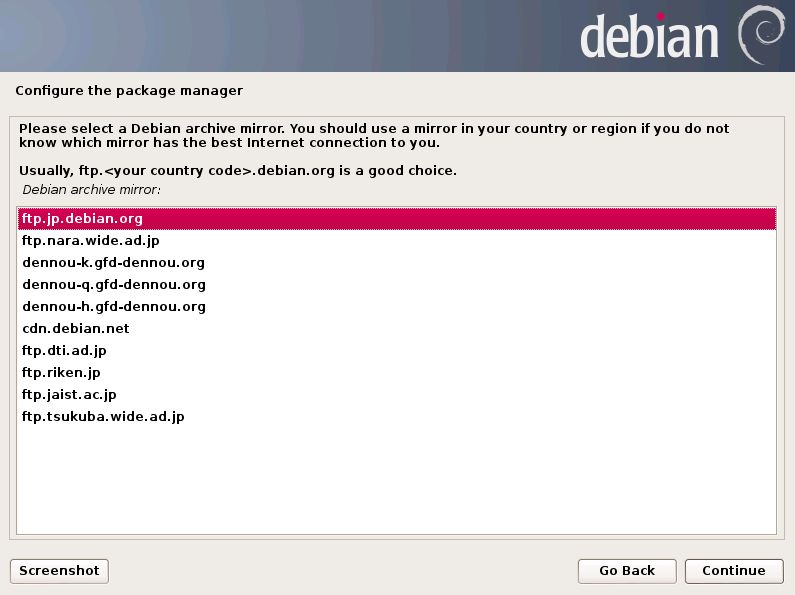 debian
Configure the package manager
Please select a Debian archive mirror. You should use a mirror in your country or region if you do not
know which mirror has the best Internet connection to you.
Usually, ftp.<your country code>.debian.org is a good choice.
Debian archive mirror:
ftp.jp.debian.org
ftp.nara.wide.ad.jp
dennou-k.gfd-dennou.org
dennou-q.gfd-dennou.org
dennou-h.gfd-dennou.org
cdn.debian.net
ftp.dti.ad.jp
ftp.riken.jp
ftp.jaist.ac.jp
ftp.tsukuba.wide.ad.jp
Screenshot
Go Back
Continue